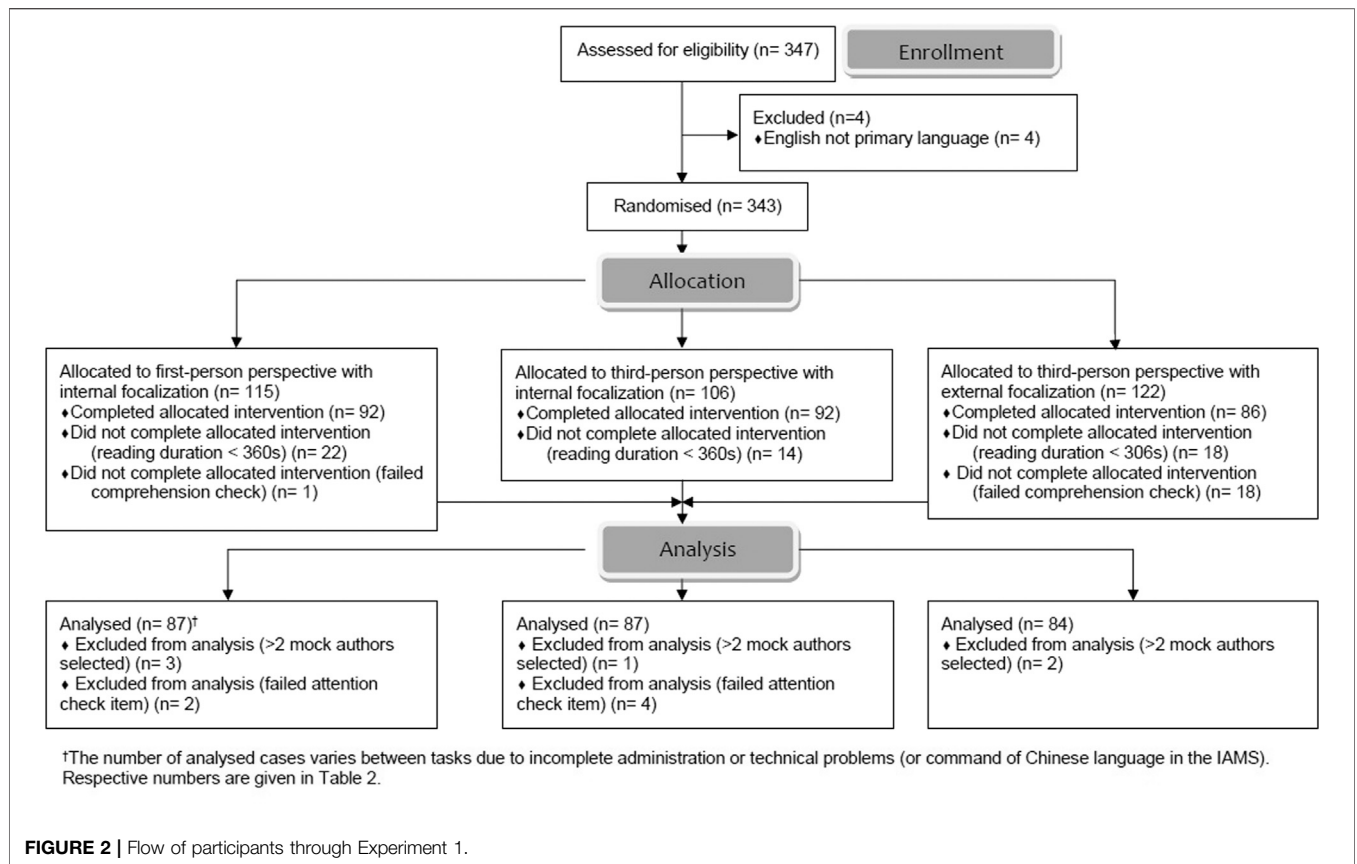 Assessed for eligibility (n= 347)
Enrollment
Excluded (n=4)
♦English not primary language (n= 4)
Randomised (n= 343)
Allocation
Allocated to first-person perspective with
internal focalization (n= 115)
♦Completed allocated intervention (n= 92)
♦Did not complete allocated intervention
(reading duration < 360s) (n= 22)
♦Did not complete allocated intervention (failed
comprehension check) (n= 1)
Allocated to third-person perspective with
internal focalization (n= 106)
♦Completed allocated intervention (n= 92)
♦Did not complete allocated intervention
(reading duration < 360s) (n= 14)
Allocated to third-person perspective with
external focalization (n= 122)
♦Completed allocated intervention (n= 86)
♦Did not complete allocated intervention
(reading duration < 306s) (n= 18)
♦ Did not complete allocated intervention
(failed comprehension check) (n= 18)
Analysis
Analysed (n= 87)†
♦ Excluded from analysis (>2 mock authors
selected) (n= 3)
♦ Excluded from analysis (failed attention
check item) (n= 2)
Analysed (n= 87)
♦ Excluded from analysis (>2 mock authors
selected) (n= 1)
♦ Excluded from analysis (failed attention
check item) (n= 4)
Analysed (n= 84)
♦ Excluded from analysis (>2 mock authors
selected) (n= 2)
†The number of analysed cases varies between tasks due to incomplete administration or technical problems (or command of Chinese language in the IAMS).
Respective numbers are given in Table 2.
FIGURE 2 | Flow of participants through Experiment 1.